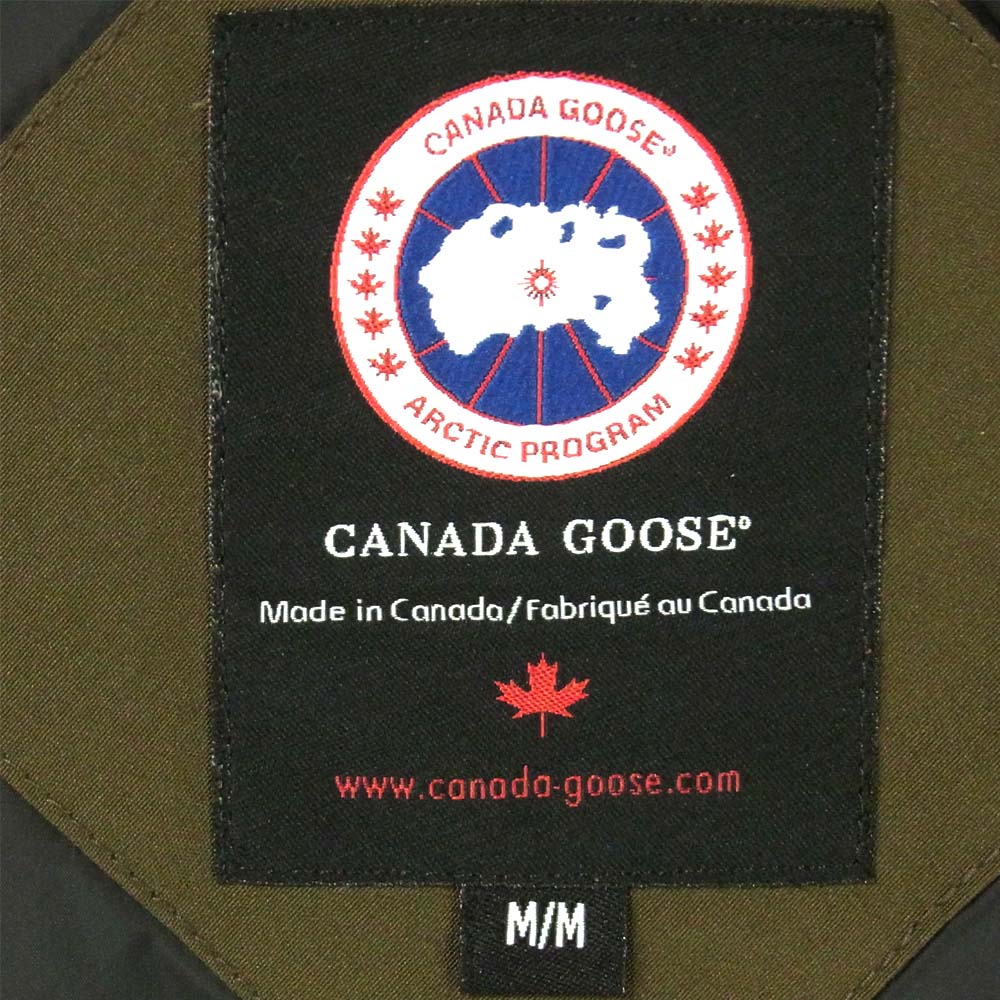 CANADA GOOSE®
ARCTIC PROGRAM
CANADA GOOSE®
Made in Canada/Fabriqué au Canada
www.canada-goose.com
M/M